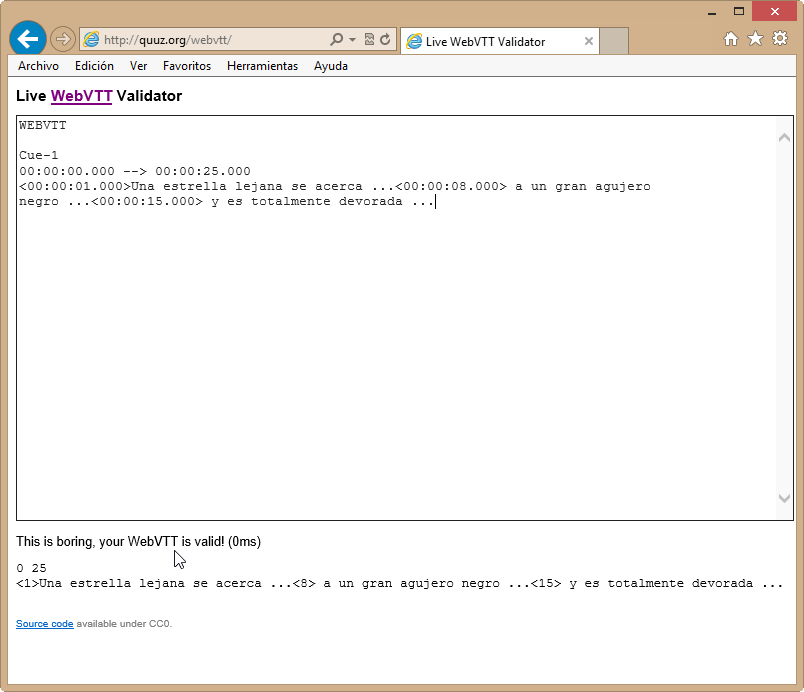 http://quuz.org/webvtt/
Live WebVTT Validator
Archivo Edición Ver Favoritos Herramientas Ayuda
Live WebVTT Validator
WEBVTT
Cue-1
00:00:00.000 --> 00:00:25.000
<00:00:01.000>Una estrella lejana se acerca ...<00:00:08.000> a un gran agujero
negro ...<00:00:15.000> y es totalmente devorada ...
This is boring, your WebVTT is valid! (0ms)
0 25
<1>Una estrella lejana se acerca ...<8> a un gran agujero negro ...<15> y es totalmente devorada ...
Source code available under CC0.